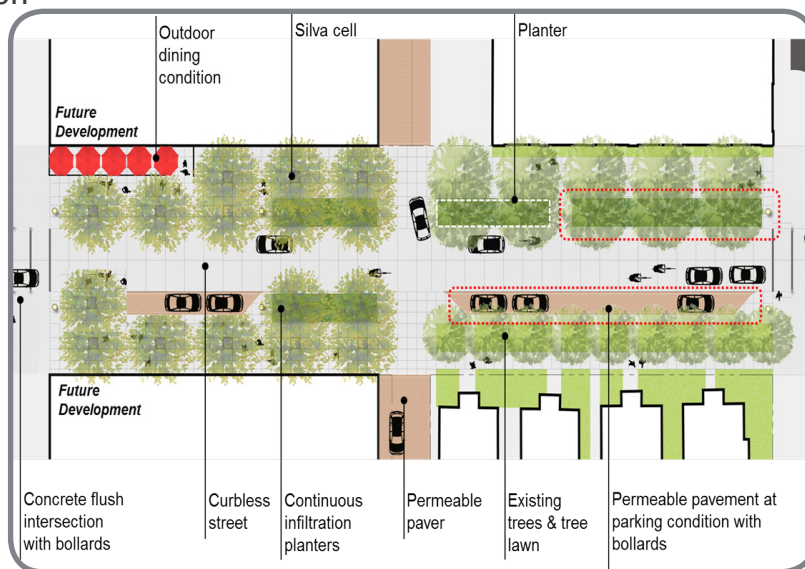 Outdoor
dining
condition
Silva cell
Planter
Future
Development
Future
Development
Concrete flush
intersection
with bollards
Curbless
street
Continuous
infiltration
planters
Permeable
paver
Existing
trees & tree
lawn
Permeable pavement at
parking condition with
bollards